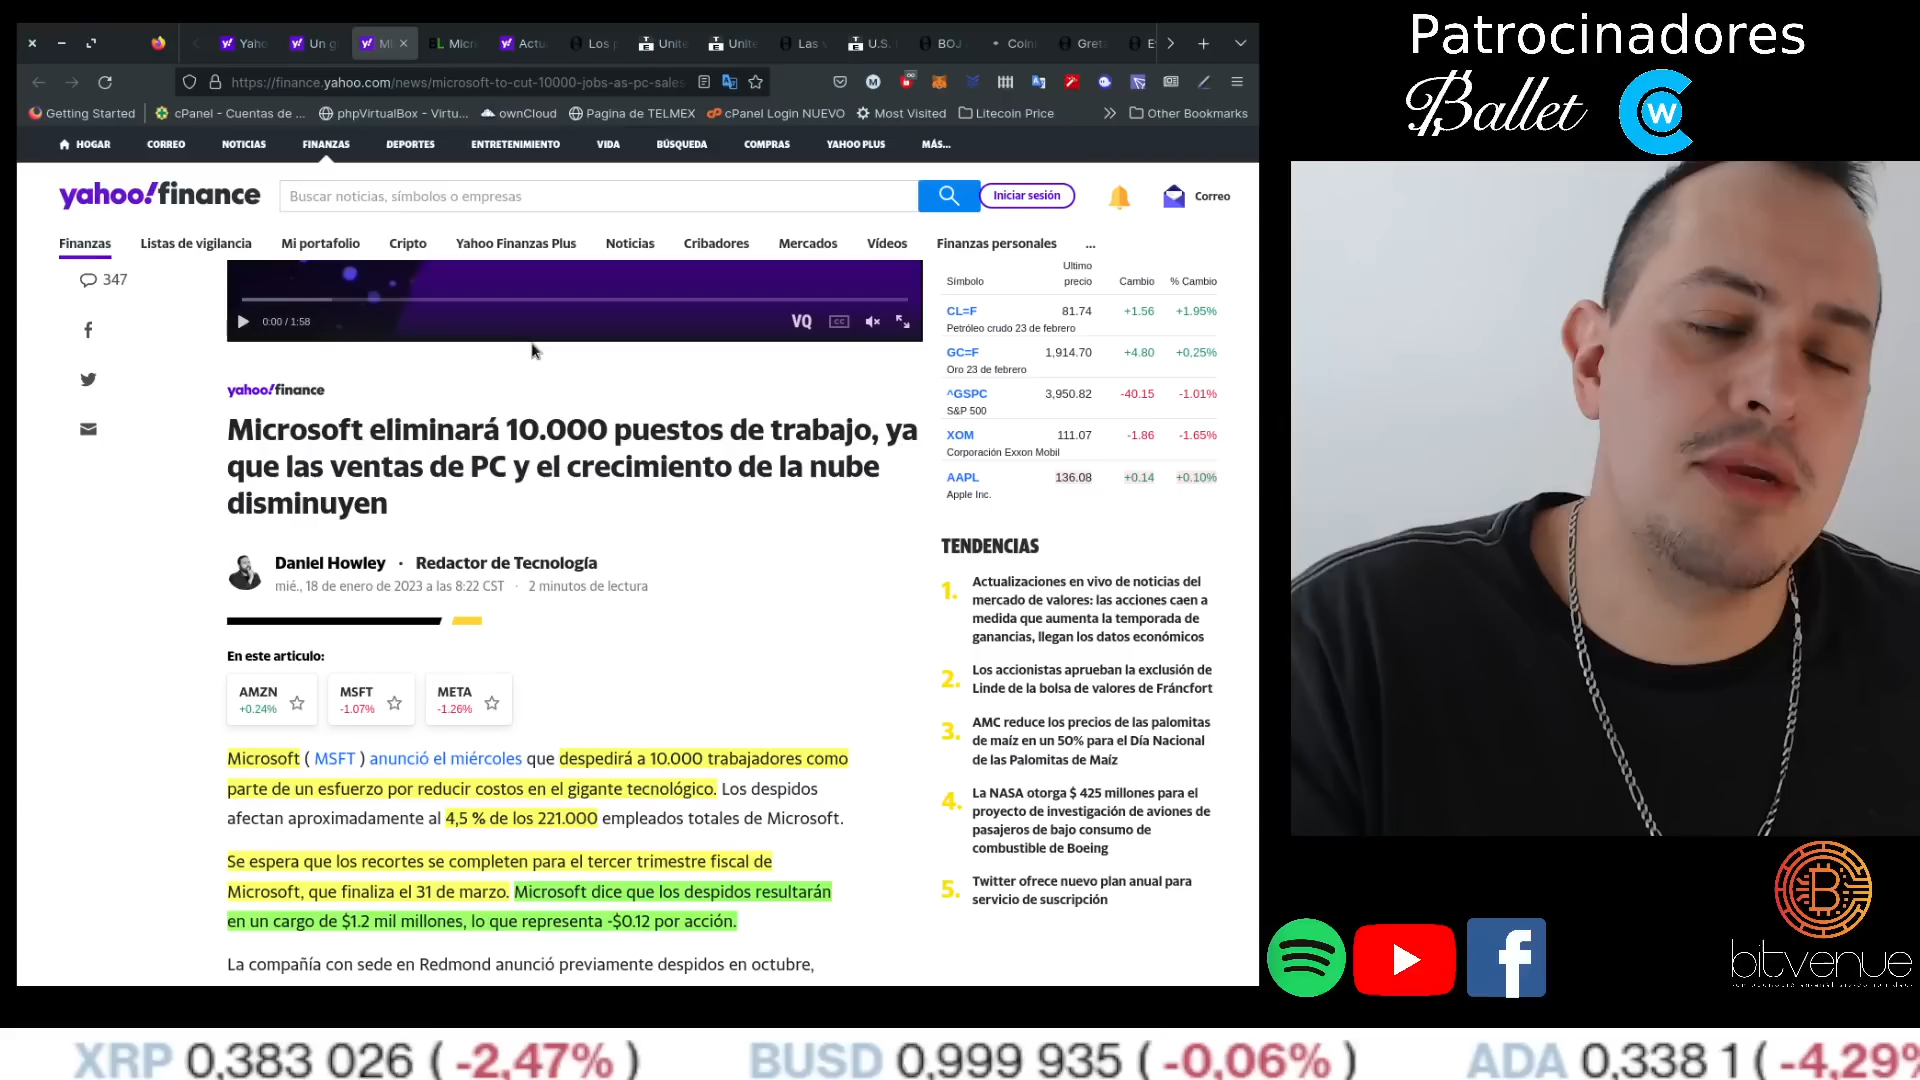 Yaho
Un g
Mi
Micr
Actu
Los p
Unite
Unite
Las
U.S.
BOJ
Coin
Gret
https://finance.yahoo.com/news/microsoft-to-cut-10000-jobs-as-pc-sales-
Getting Started
cPanel - Cuentas de ...
phpVirtualBox - Virtu...
ownCloud
Pagina de TELMEX
cPanel Login NUEVO
Most Visited
Litecoin Price
Other Bookmarks
HOGAR
CORREO
NOTICIAS
FINANZAS
DEPORTES
ENTRETENIMIENTO
VIDA
BÚSQUEDA
COMPRAS
YAHOO PLUS
MÁS...
yahoo!finance
Buscar noticias, símbolos o empresas
Iniciar sesión
Correo
Finanzas
Listas de vigilancia
Mi portafolio
Cripto
Yahoo Finanzas Plus
Noticias
Cribadores
Mercados
Vídeos
Finanzas personales
...
347
0:00 / 1:58
VQ
CC
yahoo!finance
Microsoft eliminará 10.000 puestos de trabajo, ya
que las ventas de PC y el crecimiento de la nube
disminuyen
Daniel Howley · Redactor de Tecnología
mié., 18 de enero de 2023 a las 8:22 CST · 2 minutos de lectura
En este articulo:
AMZN
+0.24%
MSFT
-1.07%
META
-1.26%
Microsoft ( MSFT ) anunció el miércoles que despedirá a 10.000 trabajadores como
parte de un esfuerzo por reducir costos en el gigante tecnológico. Los despidos
afectan aproximadamente al 4,5 % de los 221.000 empleados totales de Microsoft.
Se espera que los recortes se completen para el tercer trimestre fiscal de
Microsoft, que finaliza el 31 de marzo. Microsoft dice que los despidos resultarán
en un cargo de $1.2 mil millones, lo que representa -$0.12 por acción.
La compañía con sede en Redmond anunció previamente despidos en octubre,
Símbolo Ultimo precio Cambio % Cambio
CL=F 81.74 +1.56 +1.95%
Petróleo crudo 23 de febrero
GC=F 1,914.70 +4.80 +0.25%
Oro 23 de febrero
^GSPC 3,950.82 -40.15 -1.01%
S&P 500
XOM 111.07 -1.86 -1.65%
Corporación Exxon Mobil
AAPL 136.08 +0.14 +0.10%
Apple Inc.
TENDENCIAS
1. Actualizaciones en vivo de noticias del
mercado de valores: las acciones caen a
medida que aumenta la temporada de
ganancias, llegan los datos económicos
2. Los accionistas aprueban la exclusión de
Linde de la bolsa de valores de Fráncfort
3. AMC reduce los precios de las palomitas
de maíz en un 50% para el Día Nacional
de las Palomitas de Maíz
4. La NASA otorga $ 425 millones para el
proyecto de investigación de aviones de
pasajeros de bajo consumo de
combustible de Boeing
5. Twitter ofrece nuevo plan anual para
servicio de suscripción
Patrocinadores
Ballet
CW
bitvenue
XRP 0,383 026 ( -2,47% ) BUSD 0,999 935 ( -0,06% ) ADA 0,338 1 ( -4,29%